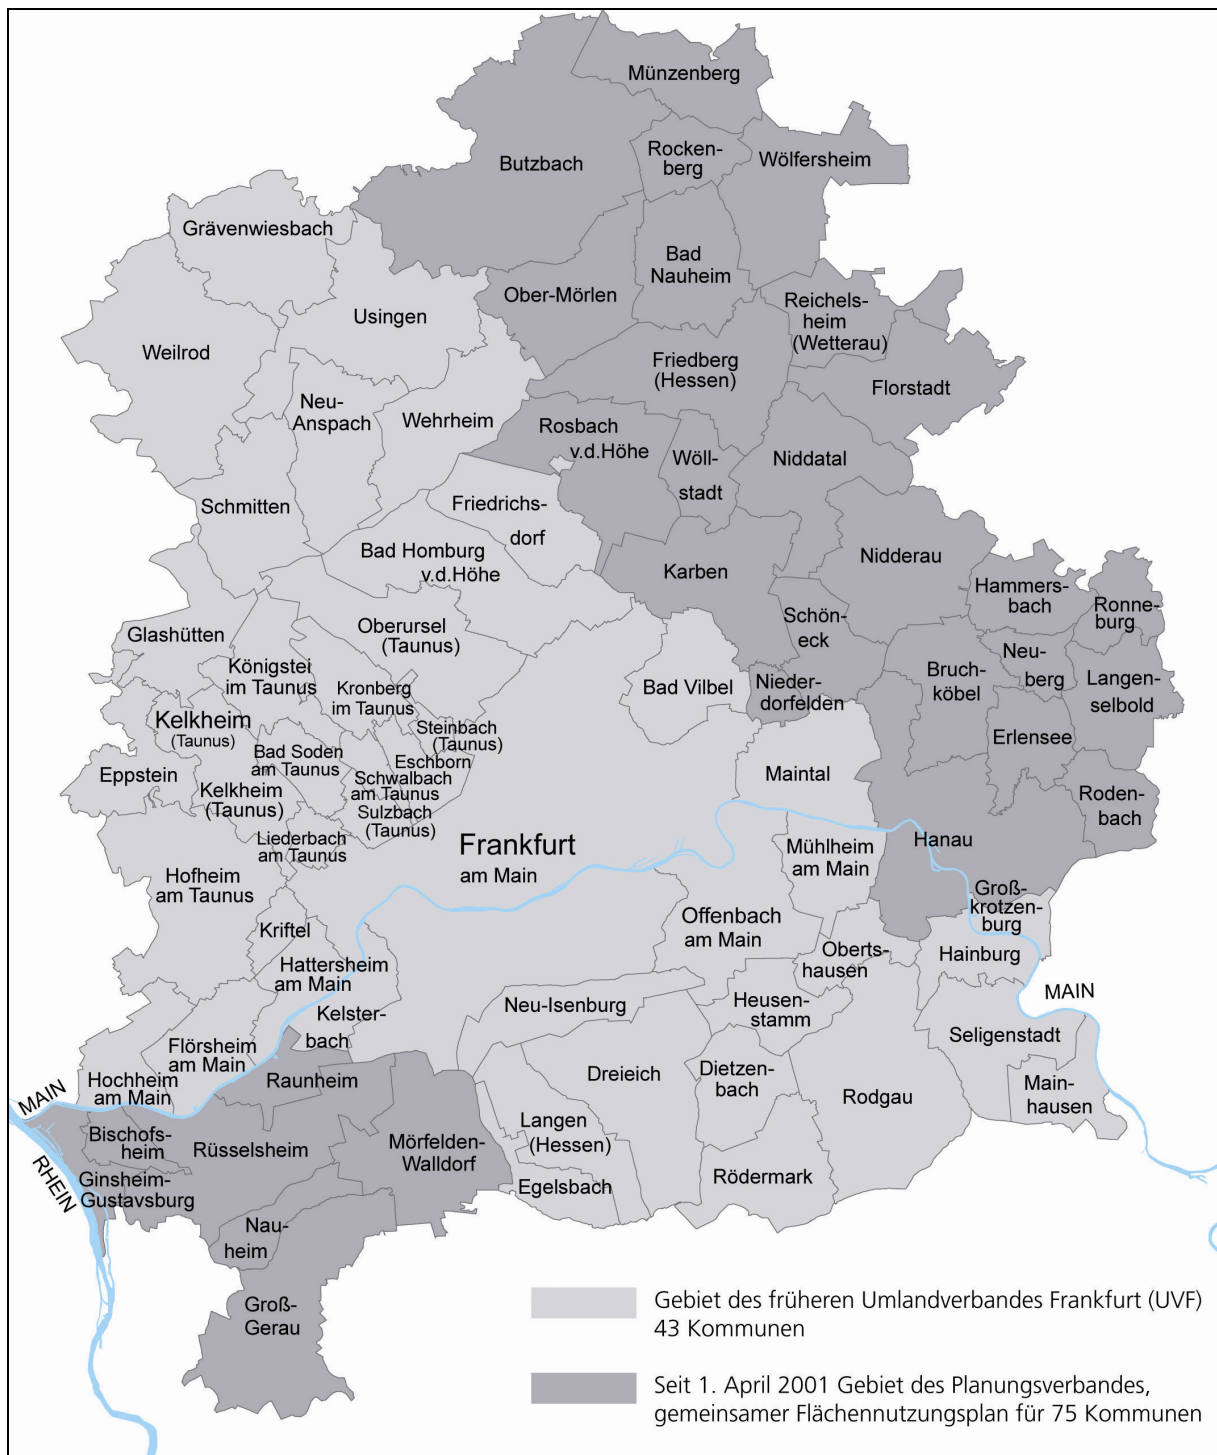 Münzenberg
Butzbach
Rocken-
berg
Wölfersheim
Grävenwiesbach
Bad
Nauheim
Ober-Mörlen
Reichels-
heim
(Wetterau)
Usingen
Weilrod
Friedberg
(Hessen)
Florstadt
Neu-
Anspach
Wehrheim
Rosbach
v.d.Höhe
Wöll-
stadt
Niddatal
Schmitten
Friedrichs-
dorf
Bad Homburg
v.d.Höhe
Karben
Nidderau
Hammers-
bach
Ronne-
burg
Glashütten
Oberursel
(Taunus)
Schön-
eck
Königstei
im Taunus
Kronberg
im Taunus
Bad Vilbel
Nieder-
dorfelden
Bruch-
köbel
Neu-
berg
Langen-
selbold
Kelkheim
(Taunus)
Steinbach
(Taunus)
Erlensee
Bad Soden
am Taunus
Eschborn
Eppstein
Schwalbach
am Taunus
Maintal
Kelkheim
(Taunus)
Sulzbach
(Taunus)
Roden-
bach
Liederbach
am Taunus
Frankfurt
am Main
Mühlheim
am Main
Hanau
Hofheim
am Taunus
Groß-
krotzen-
burg
Kriftel
Offenbach
am Main
Oberts-
hausen
Hainburg
Hattersheim
am Main
MAIN
Neu-Isenburg
Heusen-
stamm
Kelster-
bach
Seligenstadt
Flörsheim
am Main
Hochheim
am Main
Raunheim
Dreieich
Dietzen-
bach
Rodgau
Main-
hausen
MAIN
Bischofs-
heim
Rüsselsheim
Mörfelden-
Walldorf
Langen
(Hessen)
RHEIN
Ginsheim-
Gustavsburg
Egelsbach
Rödermark
Nau-
heim
Groß-
Gerau
Gebiet des früheren Umlandverbandes Frankfurt (UVF)
43 Kommunen
Seit 1. April 2001 Gebiet des Planungsverbandes,
gemeinsamer Flächennutzungsplan für 75 Kommunen